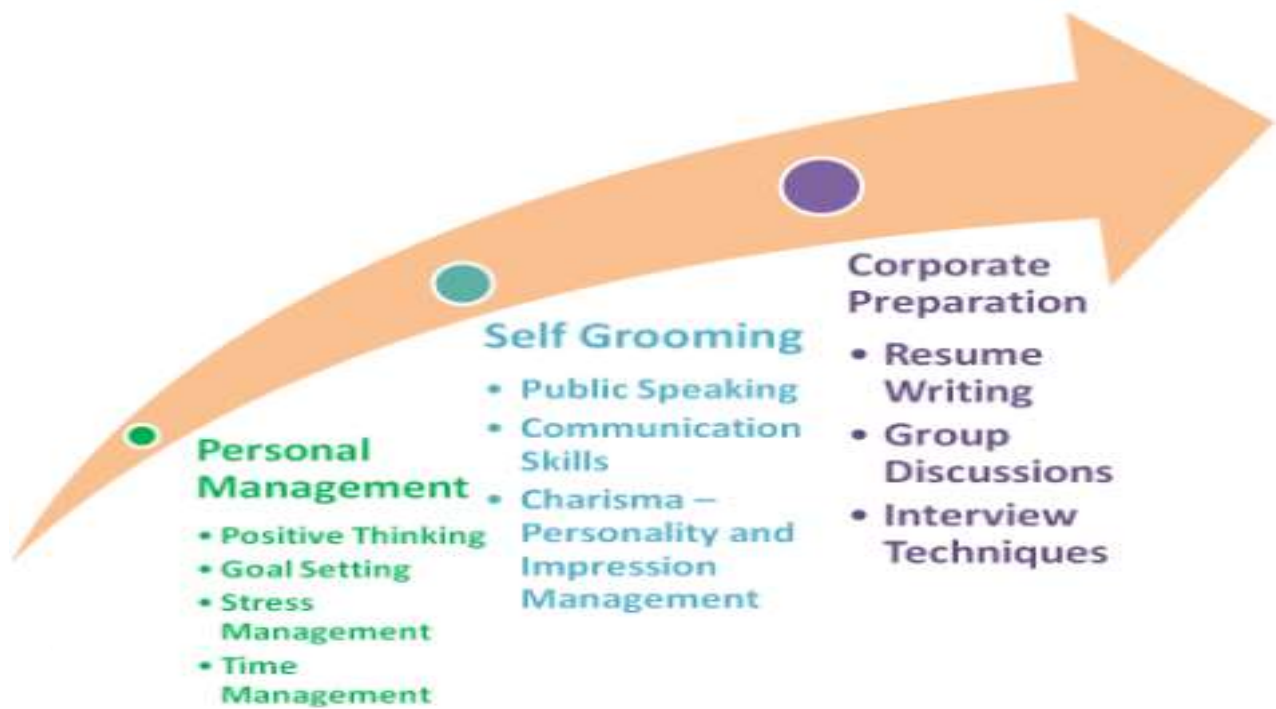 Personal
Management
• Positive Thinking
• Goal Setting
• Stress
Management
• Time
Management
Self Grooming
• Public Speaking
• Communication
Skills
• Charisma –
Personality and
Impression
Management
Corporate
Preparation
• Resume
Writing
• Group
Discussions
• Interview
Techniques